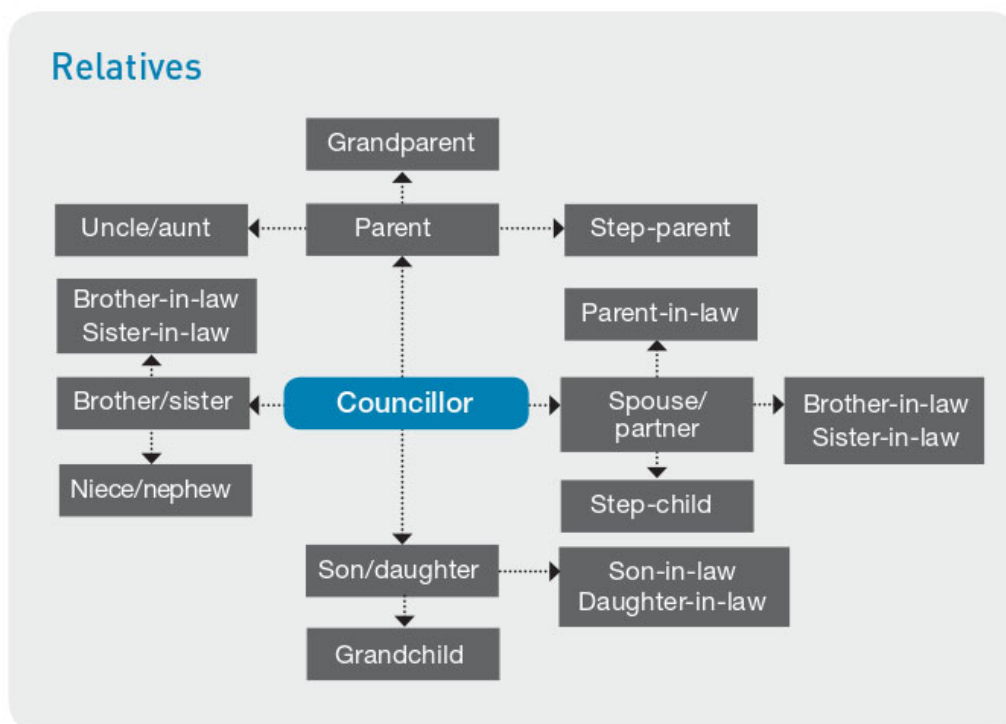 Relatives
Grandparent
Uncle/aunt
Parent
Step-parent
Brother-in-law
Sister-in-law
Parent-in-law
Brother/sister
Councillor
Spouse/
partner
Brother-in-law
Sister-in-law
Niece/nephew
Step-child
Son/daughter
Son-in-law
Daughter-in-law
Grandchild